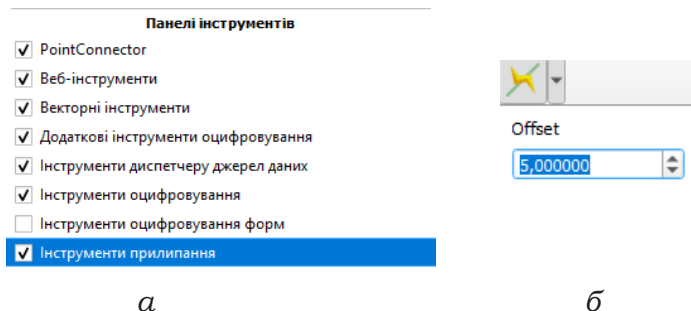 Панелі інструментів
PointConnector
Веб-інструменти
Векторні інструменти
Додаткові інструменти оцифровування
Інструменти диспетчеру джерел даних
Інструменти оцифровування
Інструменти оцифровування форм
Інструменти прилипання
а
Offset
5,000000
б